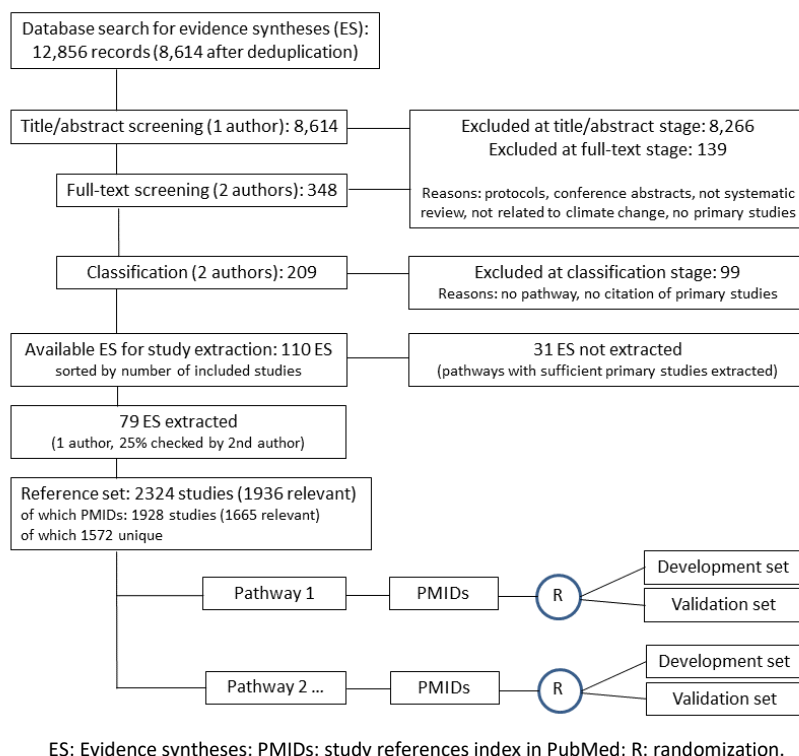 Database search for evidence syntheses (ES):
12,856 records (8,614 after deduplication)
Title/abstract screening (1 author): 8,614
Excluded at title/abstract stage: 8,266
Excluded at full-text stage: 139
Reasons: protocols, conference abstracts, not systematic
review, not related to climate change, no primary studies
Full-text screening (2 authors): 348
Classification (2 authors): 209
Excluded at classification stage: 99
Reasons: no pathway, no citation of primary studies
Available ES for study extraction: 110 ES
sorted by number of included studies
31 ES not extracted
(pathways with sufficient primary studies extracted)
79 ES extracted
(1 author, 25% checked by 2nd author)
Reference set: 2324 studies (1936 relevant)
of which PMIDs: 1928 studies (1665 relevant)
of which 1572 unique
Pathway 1
PMIDs
R
Development set
Validation set
Pathway 2 ...
PMIDs
R
Development set
Validation set
ES: Evidence syntheses; PMIDs: study references index in PubMed; R: randomization.